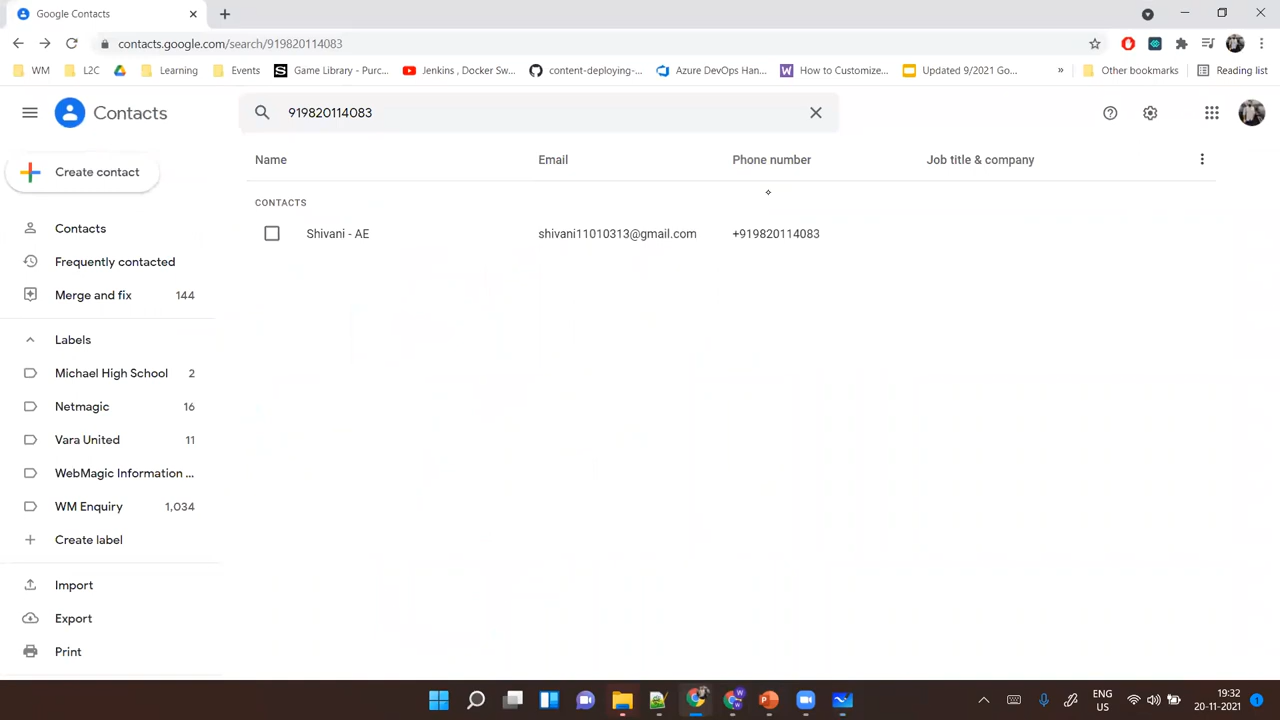 Google Contacts
contacts.google.com/search/919820114083
WM
L2C
Learning
Events
Game Library - Purc...
Jenkins , Docker Sw...
content-deploying-...
Azure DevOps Han...
How to Customize...
Updated 9/2021 Go...
»
Other bookmarks
Reading list
Contacts
919820114083
Create contact
Contacts
Frequently contacted
Merge and fix 144
Labels
Michael High School 2
Netmagic 16
Vara United 11
WebMagic Information ...
WM Enquiry 1,034
Create label
Import
Export
Print
Name Email Phone number Job title & company
CONTACTS
Shivani - AE shivani11010313@gmail.com +919820114083
ENG
US
19:32
20-11-2021
1